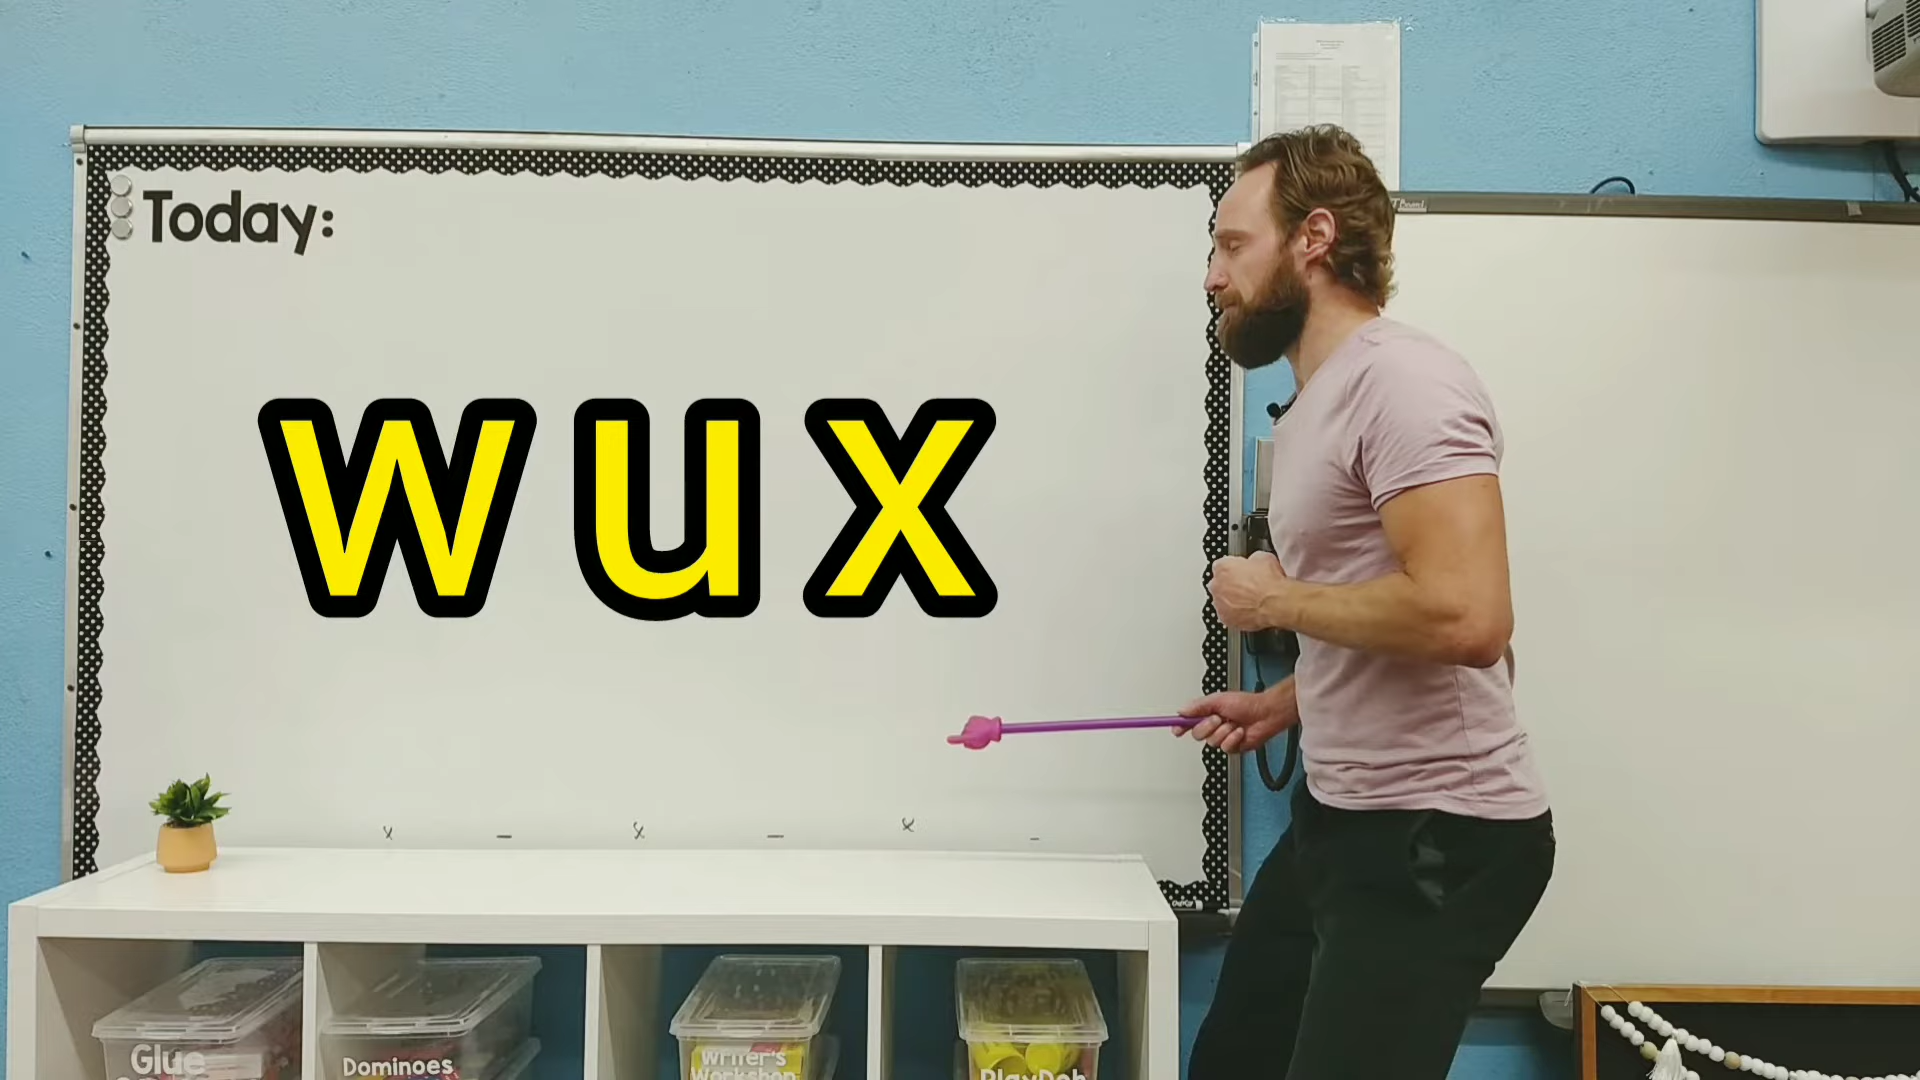 Today:
wux
Glue
Dominoes
Writer's
Workshop
PlayDoh